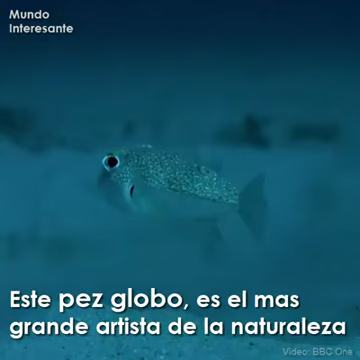 Mundo
Interesante
Este pez globo, es el mas
grande artista de la naturaleza
Video: BBC One